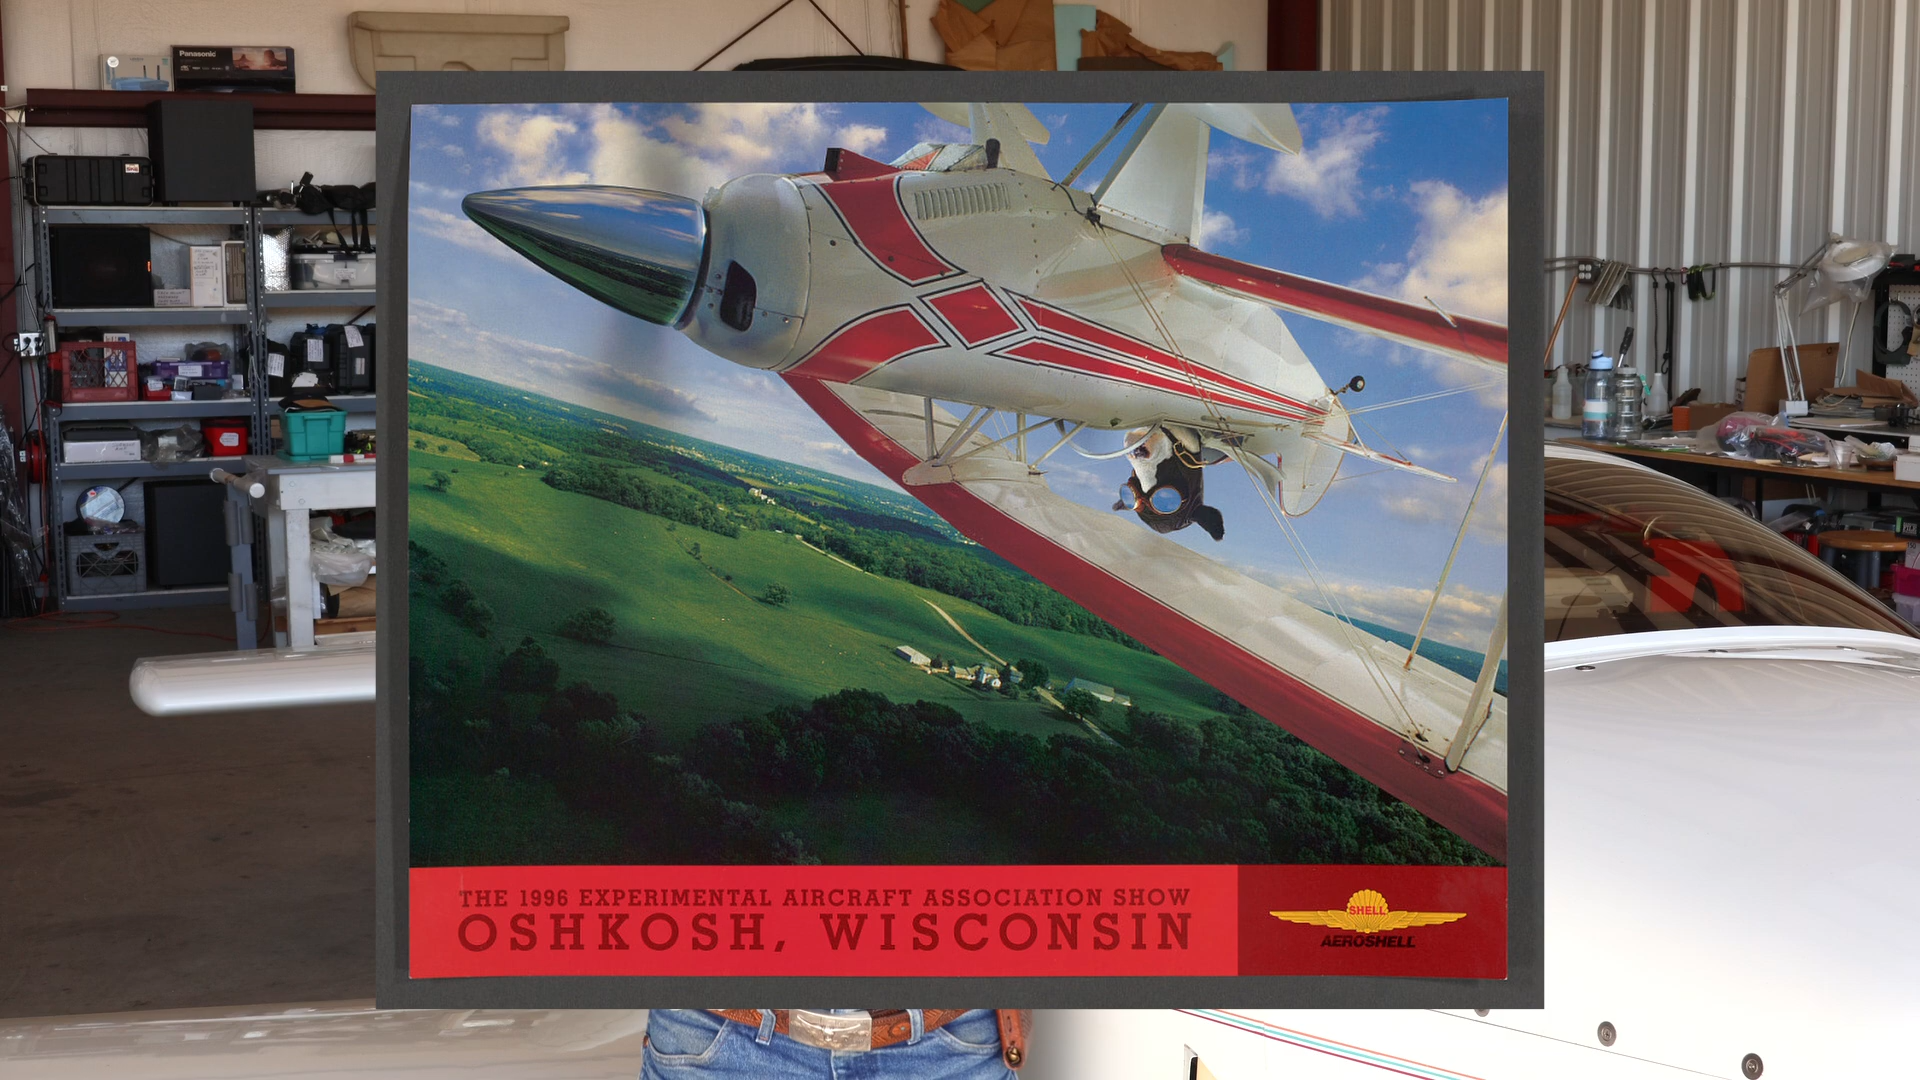 Panasonic
THE 1996 EXPERIMENTAL AIRCRAFT ASSOCIATION SHOW
OSHKOSH, WISCONSIN
SHELL
AEROSHELL